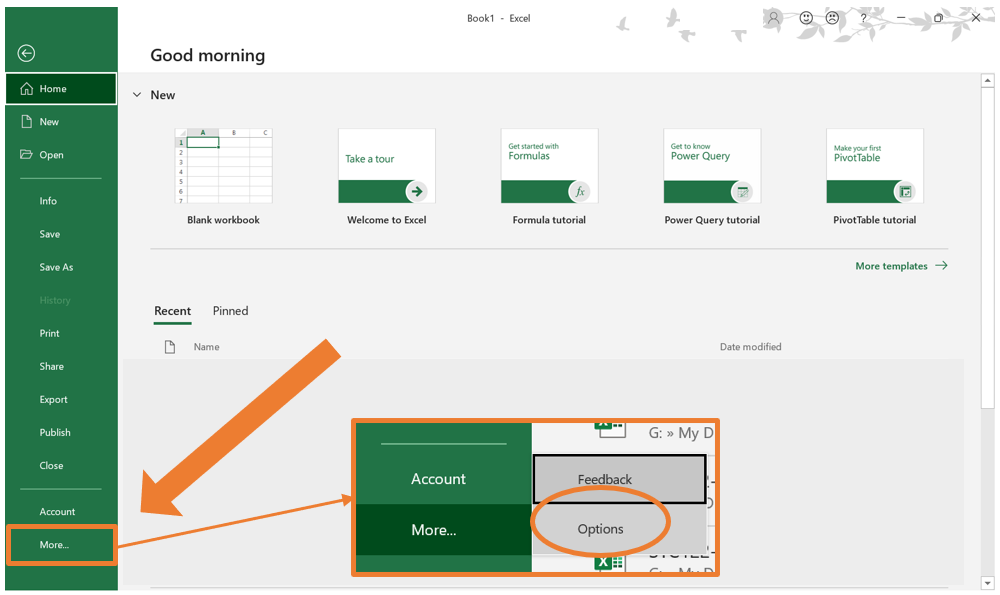 Book1 - Excel
?
Good morning
Home
New
Open
Info
Save
Save As
History
Print
Share
Export
Publish
Close
Account
More...
New
A B C
1
2
3
4
5
6
7
Blank workbook
Take a tour
Welcome to Excel
Get started with
Formulas
fx
Formula tutorial
Get to know
Power Query
Power Query tutorial
Make your first
PivotTable
PivotTable tutorial
More templates
Recent Pinned
Name Date modified
G: » My D
Account
Feedback
More...
Options